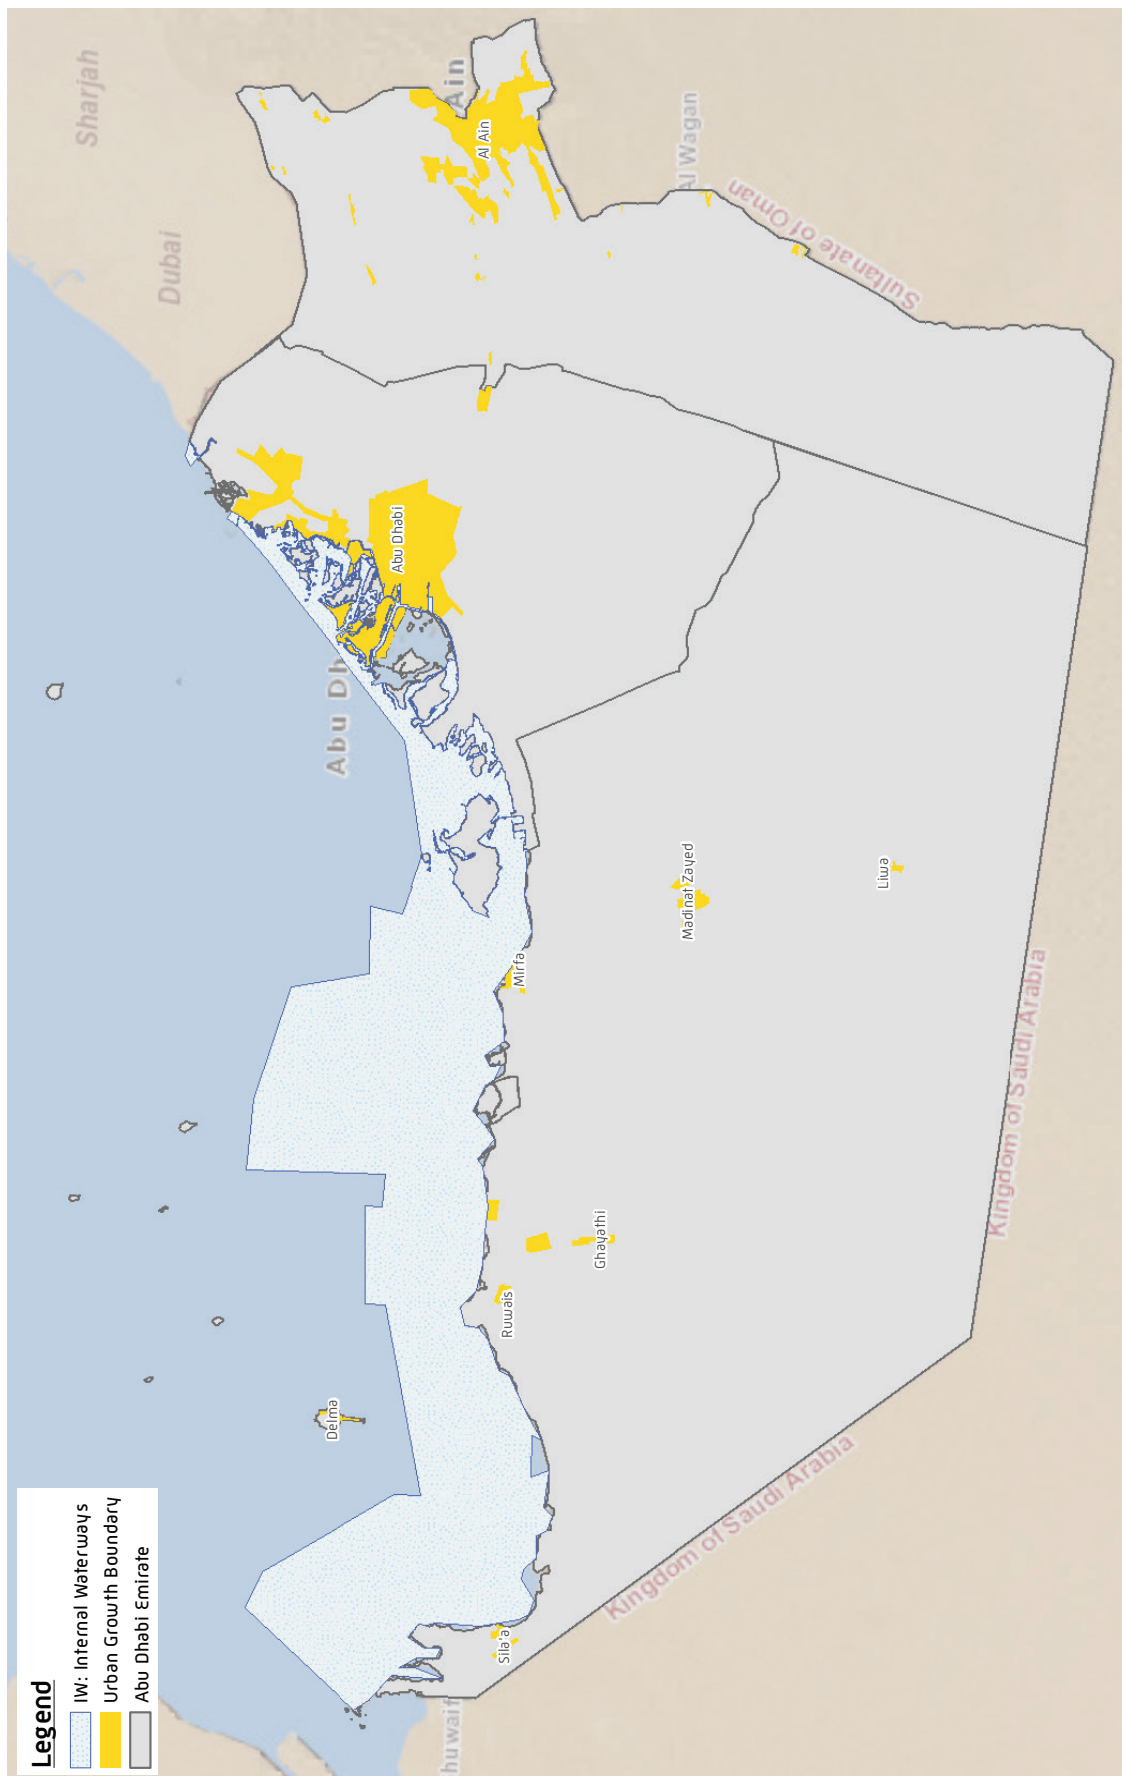 Legend
IW: Internal Waterways
Urban Growth Boundary
Abu Dhabi Emirate
Sharjah
Dubai
Abu Dh
Ain
Al Ain
Al Wagan
Sultanate of Oman
Abu Dhabi
Delma
Mirfa
Madinat Zayed
Liwa
Ruwais
Ghayathi
Sila'a
huwaif
Kingdom of Saudi Arabia
Kingdom of Saudi Arabia